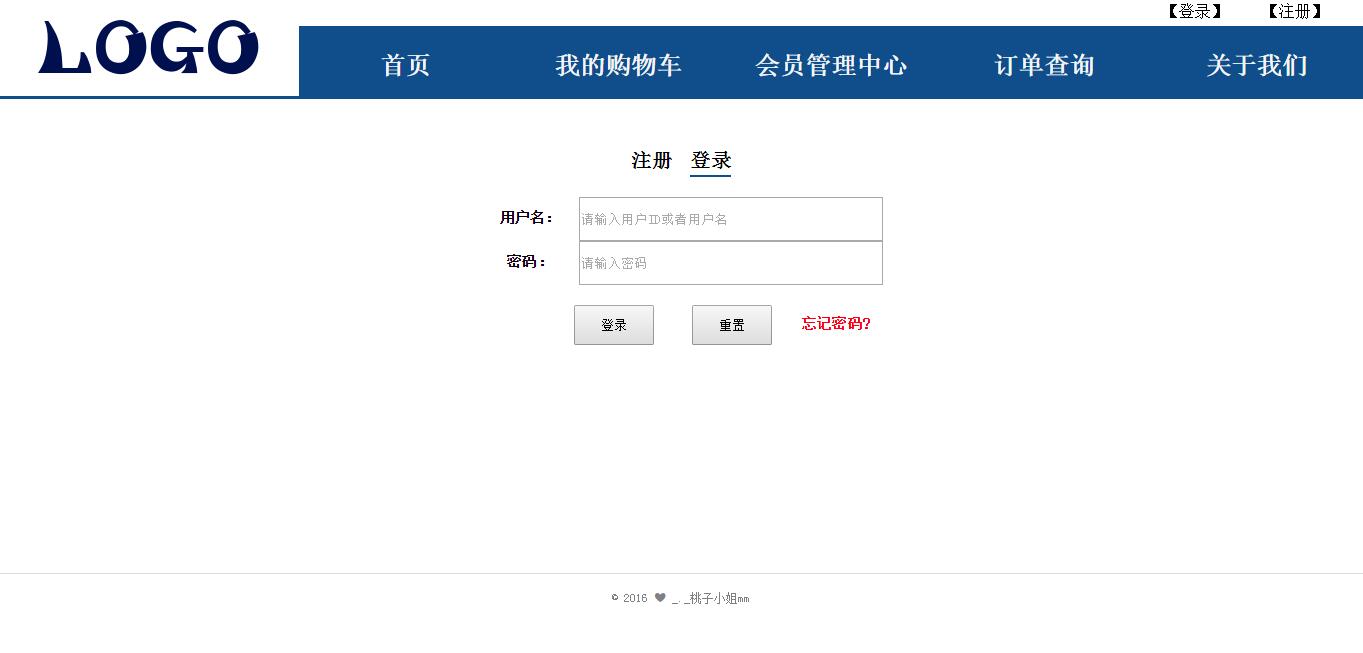 【登录】 【注册】
LOGO
首页 我的购物车 会员管理中心 订单查询 关于我们
注册 登录
用户名： 请输入用户ID或者用户名
密码： 请输入密码
登录 重置 忘记密码?
© 2016 ❤ _._桃子小姐mm